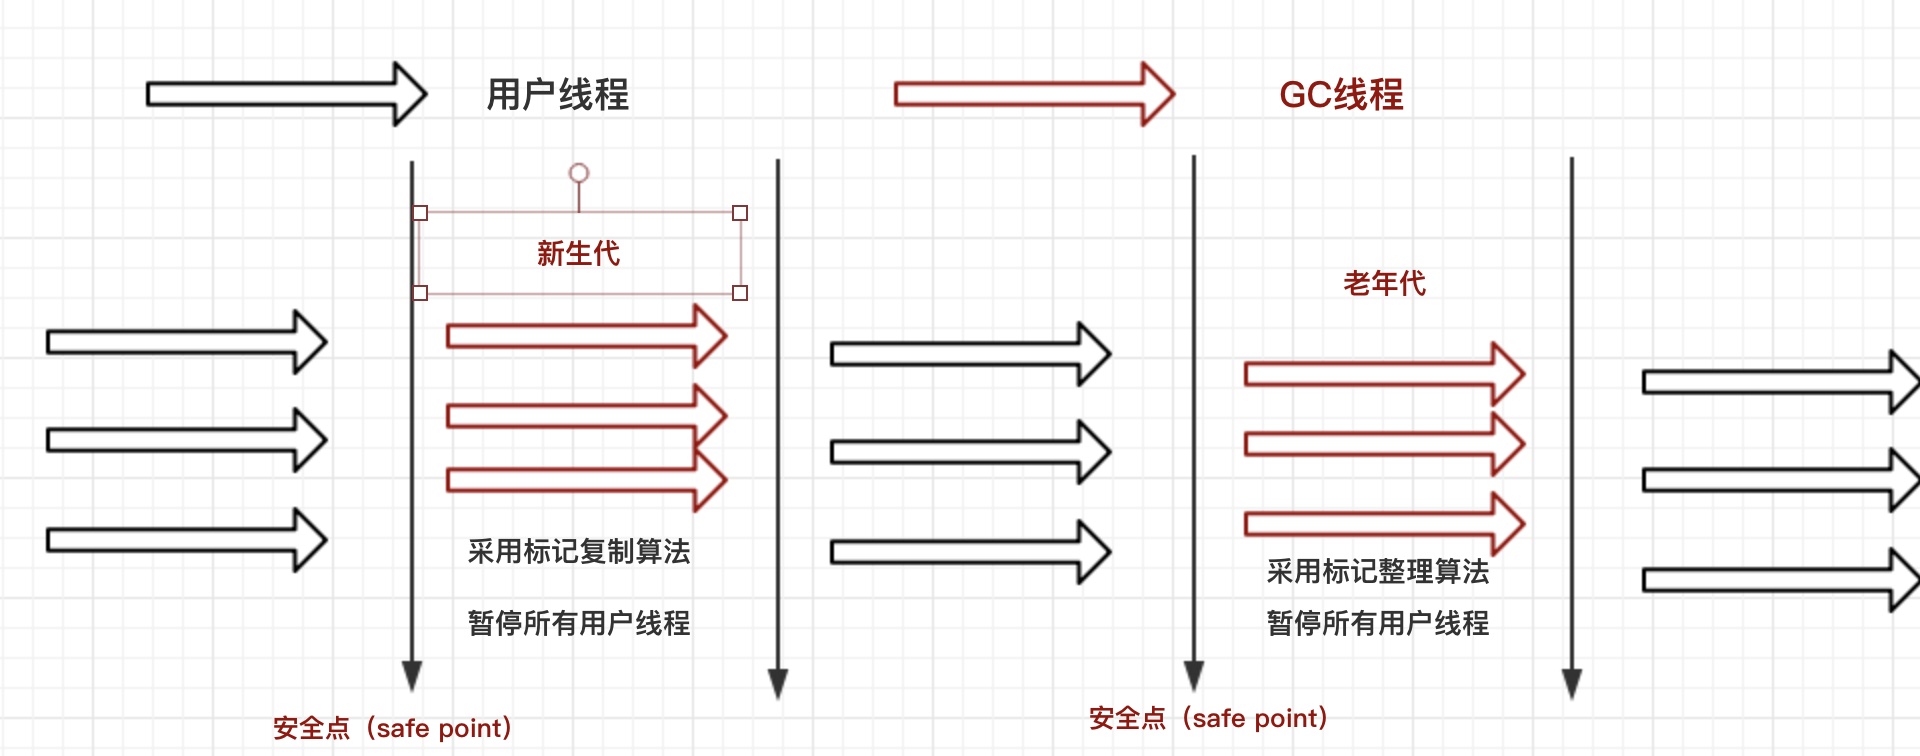 用户线程
GC线程
新生代
老年代
采用标记复制算法
暂停所有用户线程
采用标记整理算法
暂停所有用户线程
安全点（safe point）
安全点（safe point）